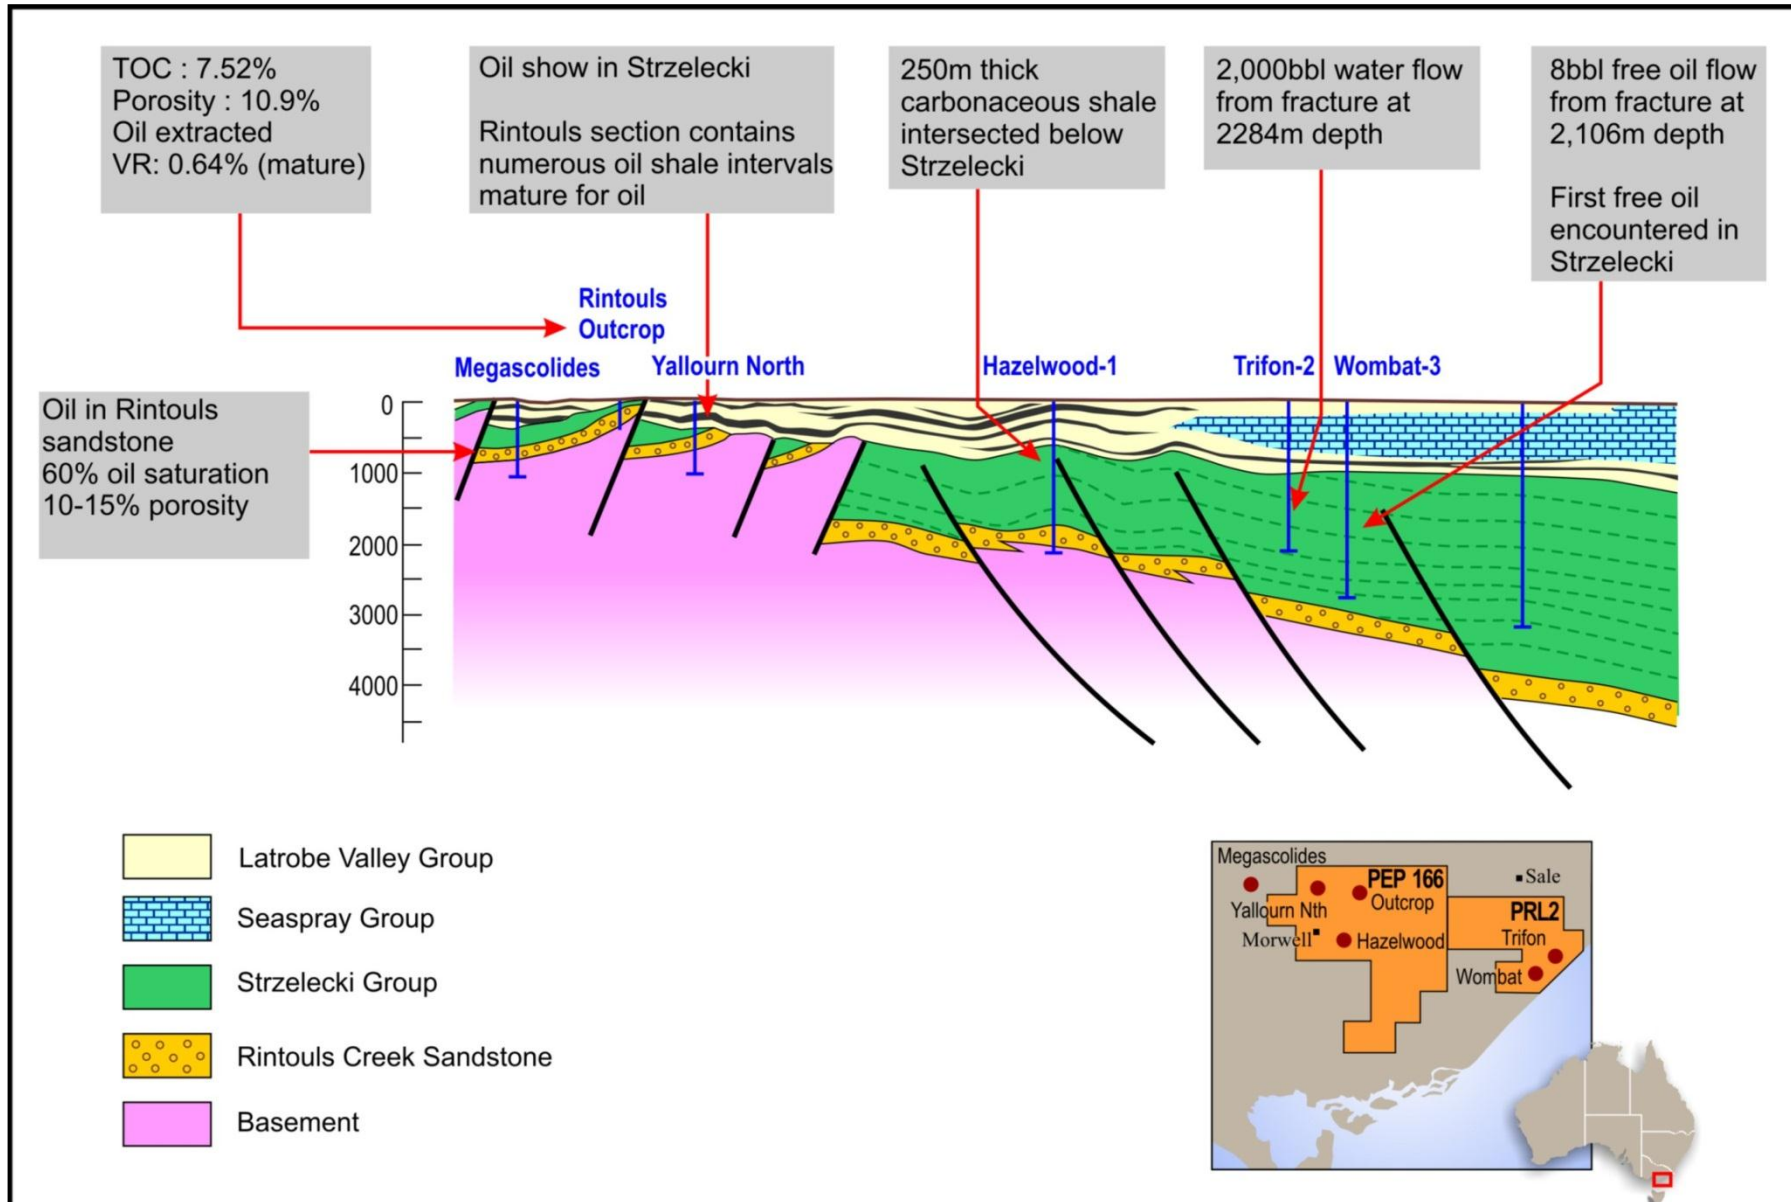 TOC : 7.52%
Porosity : 10.9%
Oil extracted
VR: 0.64% (mature)
Oil show in Strzelecki
Rintouls section contains
numerous oil shale intervals
mature for oil
250m thick
carbonaceous shale
intersected below
Strzelecki
2,000bbl water flow
from fracture at
2284m depth
8bbl free oil flow
from fracture at
2,106m depth
First free oil
encountered in
Strzelecki
Rintouls
Outcrop
Megascolides
Yallourn North
Hazelwood-1
Trifon-2
Wombat-3
Oil in Rintouls
sandstone
60% oil saturation
10-15% porosity
0
1000
2000
3000
4000
Latrobe Valley Group
Seaspray Group
Strzelecki Group
Rintouls Creek Sandstone
Basement
Megascolides
PEP 166
Outcrop
Sale
Yallourn Nth
PRL2
Morwell
Hazelwood
Trifon
Wombat